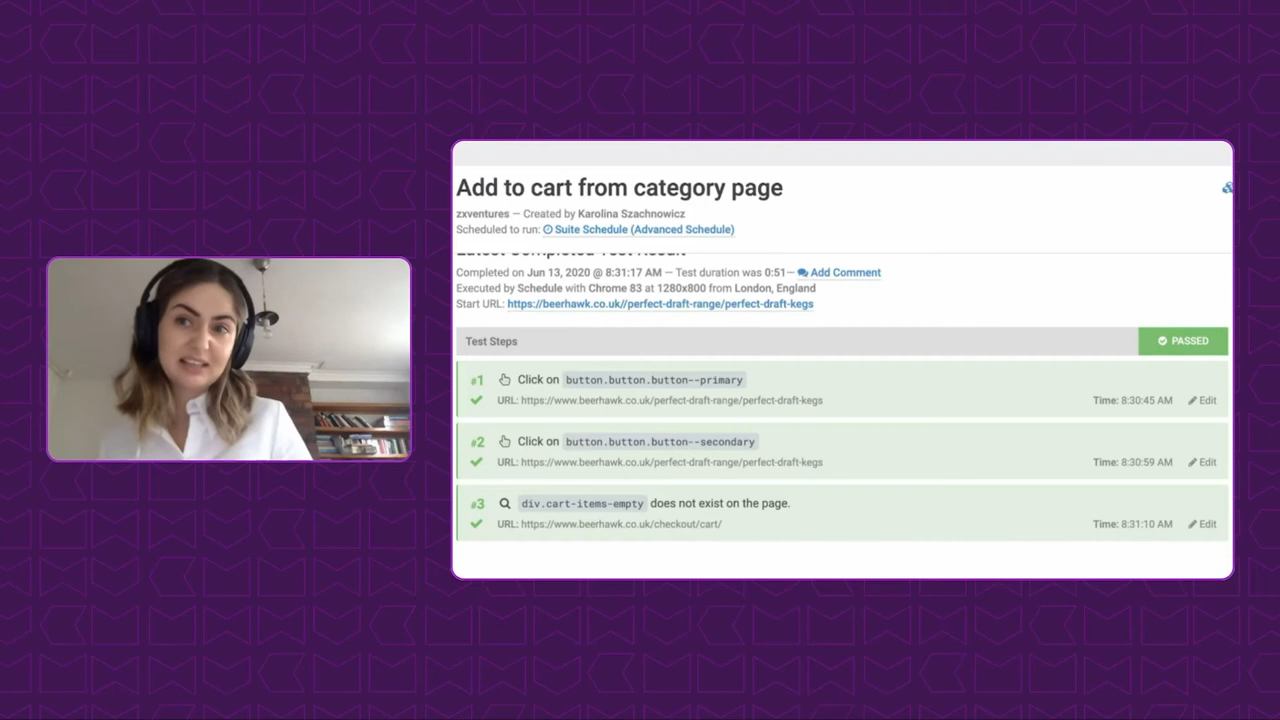 Add to cart from category page
zxventures — Created by Karolina Szachnowicz
Scheduled to run: Suite Schedule (Advanced Schedule)
Latest Completed Test Result
Completed on Jun 13, 2020 @ 8:31:17 AM — Test duration was 0:51— Add Comment
Executed by Schedule with Chrome 83 at 1280x800 from London, England
Start URL: https://beerhawk.co.uk//perfect-draft-range/perfect-draft-kegs
Test Steps PASSED
#1 Click on button.button.button--primary
URL: https://www.beerhawk.co.uk/perfect-draft-range/perfect-draft-kegs Time: 8:30:45 AM Edit
#2 Click on button.button.button--secondary
URL: https://www.beerhawk.co.uk/perfect-draft-range/perfect-draft-kegs Time: 8:30:59 AM Edit
#3 div.cart-items-empty does not exist on the page.
URL: https://www.beerhawk.co.uk/checkout/cart/ Time: 8:31:10 AM Edit